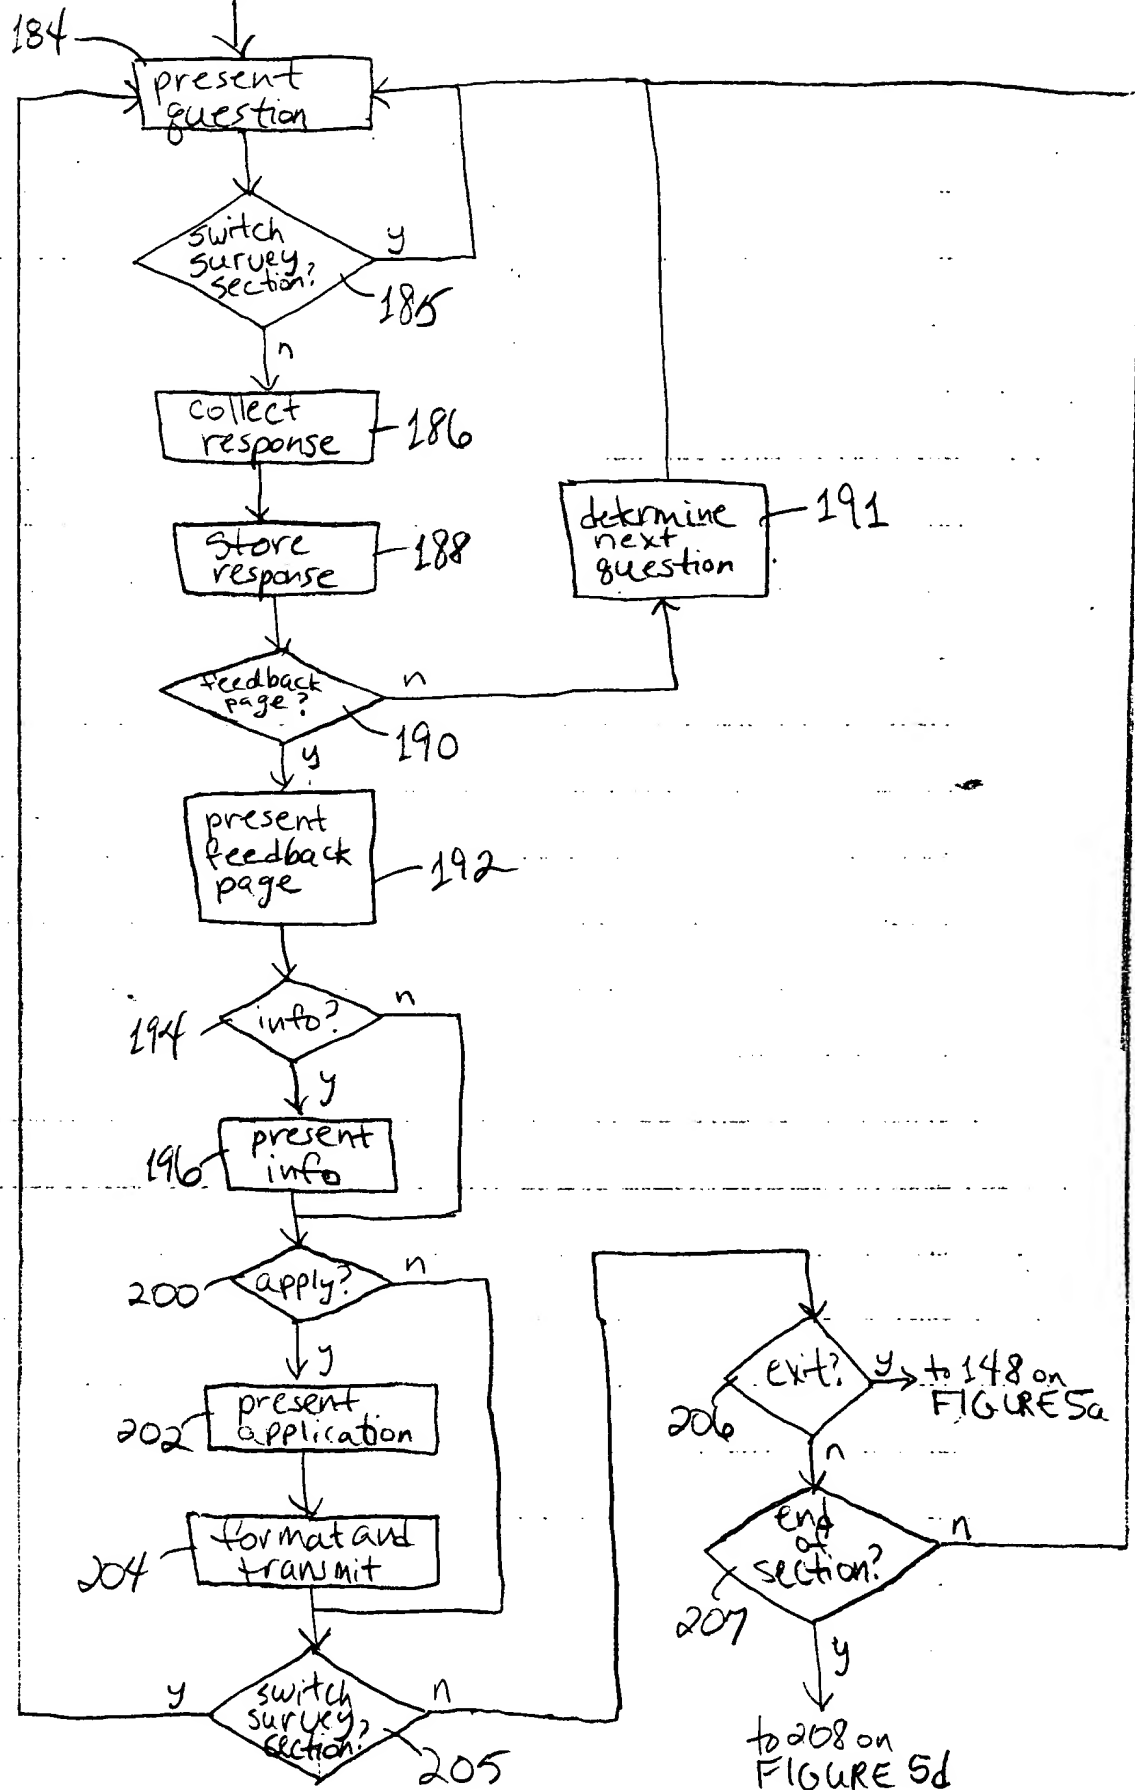 184
present
question
switch
survey
section?
y
185
n
collect
response
186
store
response
188
determine
next
question
191
feedback
page?
n
190
y
present
feedback
page
192
194
info?
n
y
196
present
info
200
apply?
n
y
202
present
application
204
format and
transmit
y
switch
survey
section?
n
205
exit?
y
to 148 on
FIGURE 5a
206
n
end
of
section?
n
207
y
to 208 on
FIGURE 5d